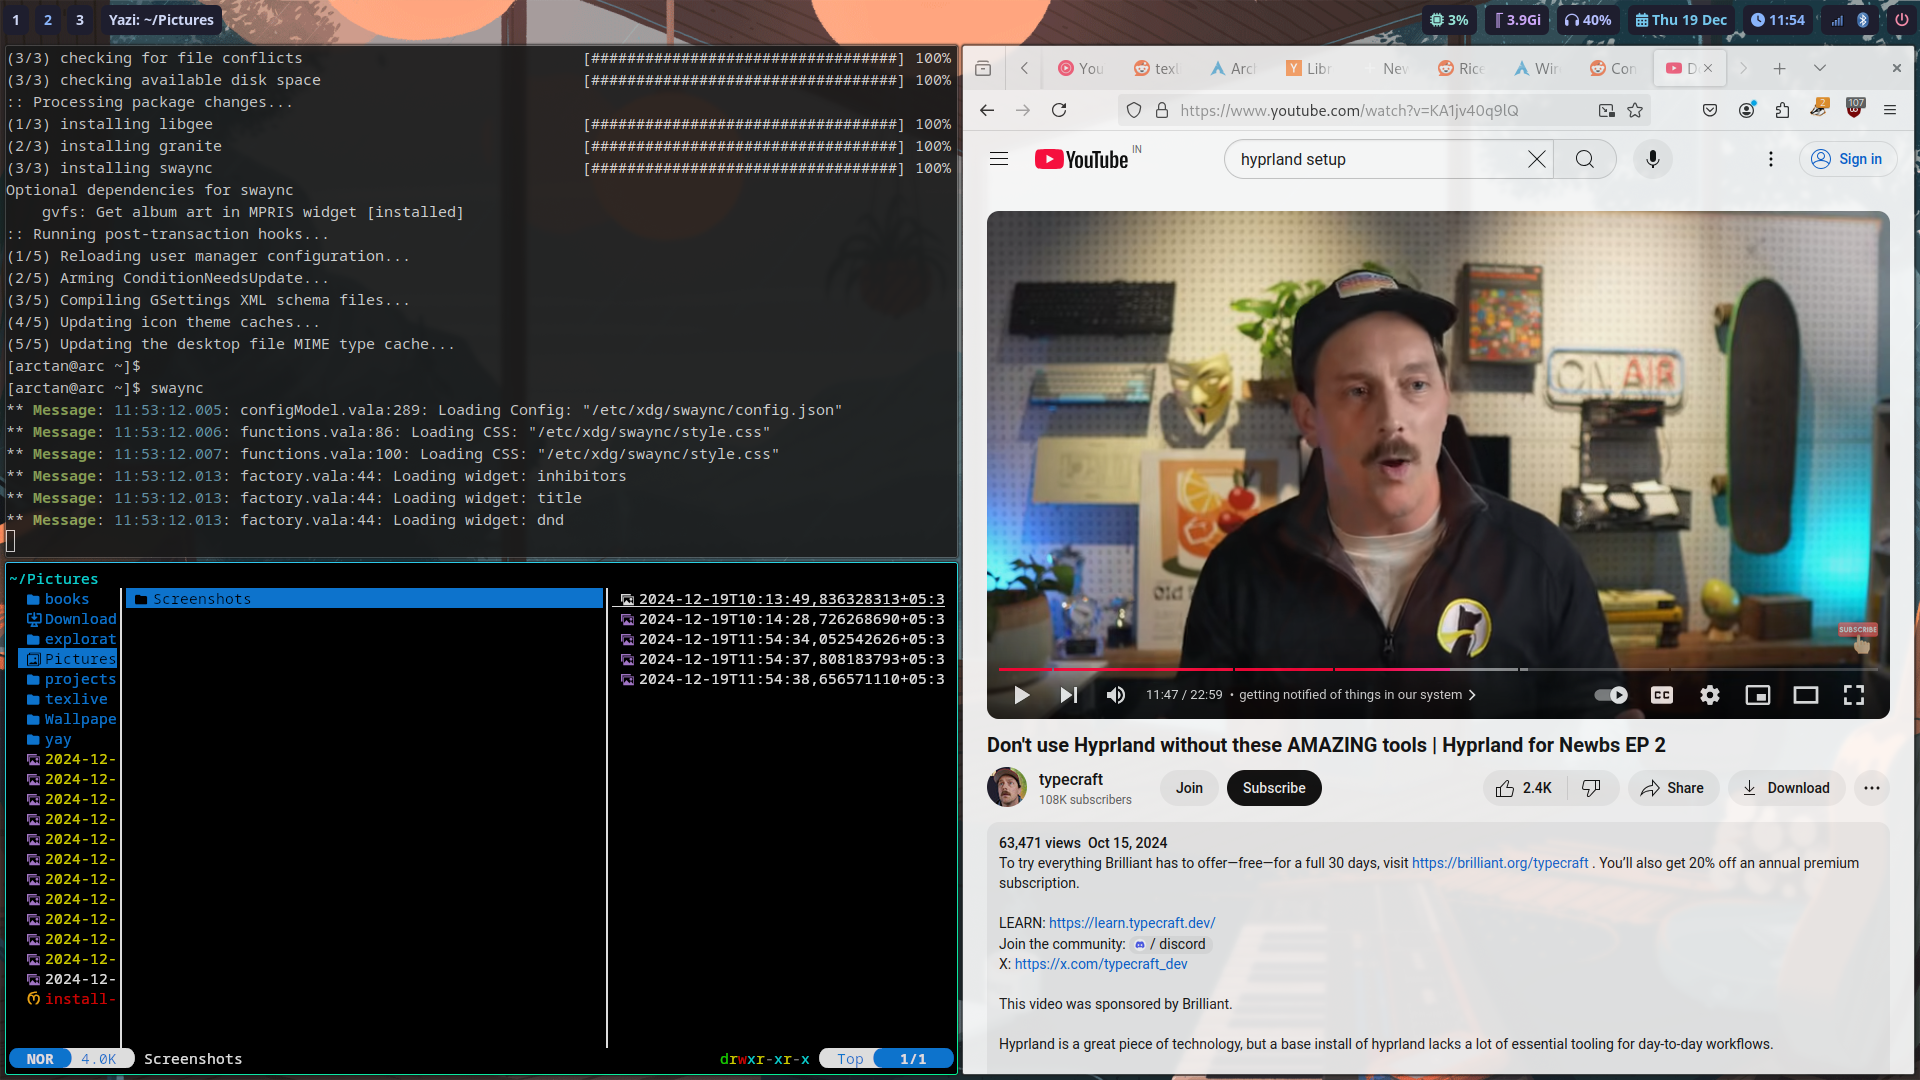 1 2 3 Yazi: ~/Pictures
3% 3.9Gi 40% Thu 19 Dec 11:54
(3/3) checking for file conflicts [##################################] 100%
(3/3) checking available disk space [##################################] 100%
:: Processing package changes...
(1/3) installing libgee [##################################] 100%
(2/3) installing granite [##################################] 100%
(3/3) installing swaync [##################################] 100%
Optional dependencies for swaync
gvfs: Get album art in MPRIS widget [installed]
:: Running post-transaction hooks...
(1/5) Reloading user manager configuration...
(2/5) Arming ConditionNeedsUpdate...
(3/5) Compiling GSettings XML schema files...
(4/5) Updating icon theme caches...
(5/5) Updating the desktop file MIME type cache...
[arctan@arc ~]$
[arctan@arc ~]$ swaync
** Message: 11:53:12.005: configModel.vala:289: Loading Config: "/etc/xdg/swaync/config.json"
** Message: 11:53:12.006: functions.vala:86: Loading CSS: "/etc/xdg/swaync/style.css"
** Message: 11:53:12.007: functions.vala:100: Loading CSS: "/etc/xdg/swaync/style.css"
** Message: 11:53:12.013: factory.vala:44: Loading widget: inhibitors
** Message: 11:53:12.013: factory.vala:44: Loading widget: title
** Message: 11:53:12.013: factory.vala:44: Loading widget: dnd
~/Pictures
books
Download
explorat
Pictures
projects
texlive
Wallpape
yay
2024-12-
2024-12-
2024-12-
2024-12-
2024-12-
2024-12-
2024-12-
2024-12-
2024-12-
2024-12-
2024-12-
2024-12-
install-
Screenshots
2024-12-19T10:13:49,836328313+05:3
2024-12-19T10:14:28,726268690+05:3
2024-12-19T11:54:34,052542626+05:3
2024-12-19T11:54:37,808183793+05:3
2024-12-19T11:54:38,656571110+05:3
NOR 4.0K Screenshots drwxr-xr-x Top 1/1
You texl Arc Libr New Rice Wir Con D
https://www.youtube.com/watch?v=KA1jv40q9lQ 2 107
YouTube IN hyprland setup Sign in
ON AIR
Old
SUBSCRIBE
11:47 / 22:59 • getting notified of things in our system CC
Don't use Hyprland without these AMAZING tools | Hyprland for Newbs EP 2
typecraft
108K subscribers
Join Subscribe 2.4K Share Download
63,471 views Oct 15, 2024
To try everything Brilliant has to offer—free—for a full 30 days, visit https://brilliant.org/typecraft . You'll also get 20% off an annual premium
subscription.
LEARN: https://learn.typecraft.dev/
Join the community: / discord
X: https://x.com/typecraft_dev
This video was sponsored by Brilliant.
Hyprland is a great piece of technology, but a base install of hyprland lacks a lot of essential tooling for day-to-day workflows.